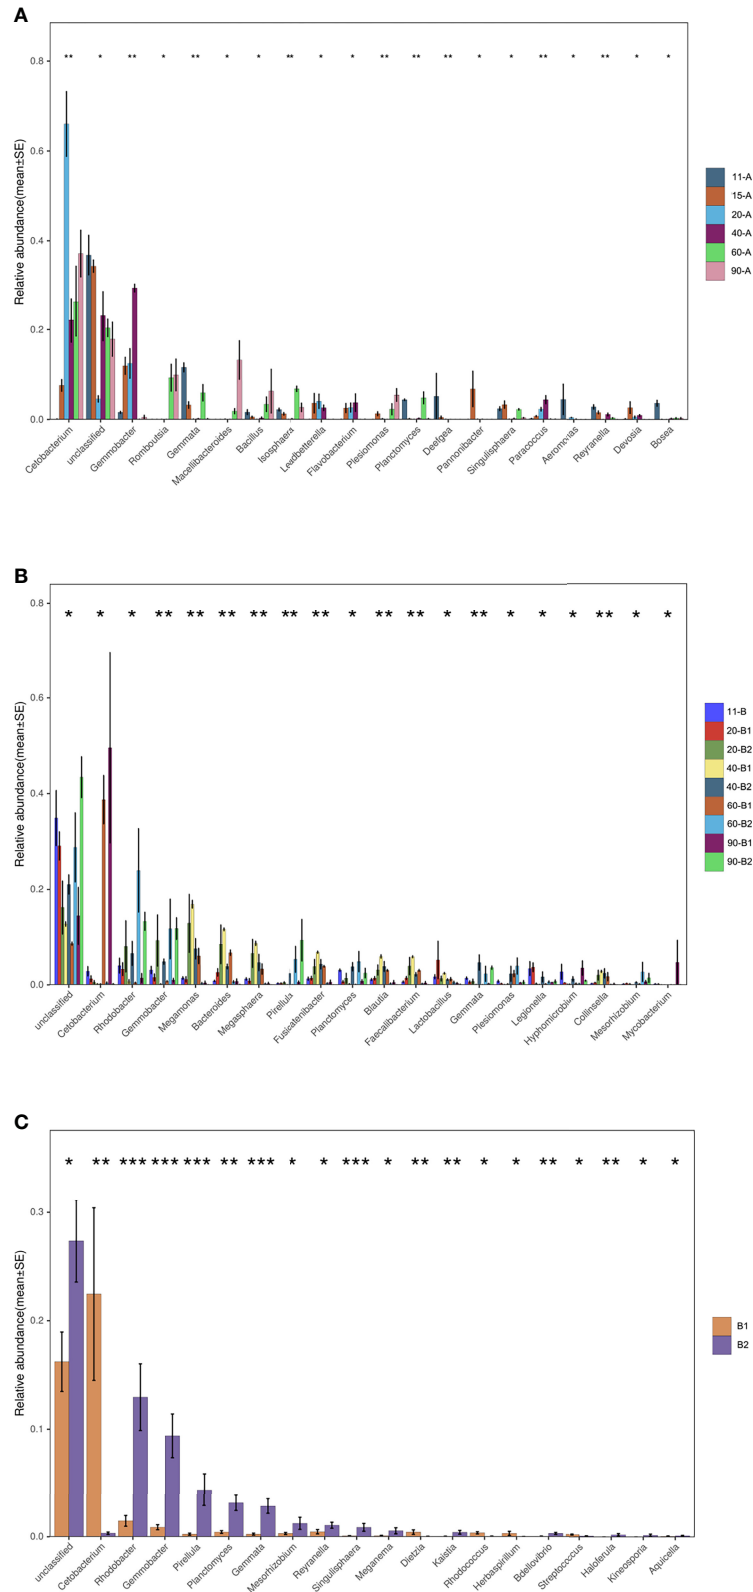 A
Relative abundance(mean±SE)
0.8
0.6
0.4
0.2
0.0
** * ** * ** * * ** * * ** ** ** * * ** * ** * *
Cetobacterium
unclassified
Gemmobacter
Romboutsia
Gemmata
Macellibacteroides
Bacillus
Isosphaera
Leadbetterella
Flavobacterium
Plesiomonas
Planctomyces
Deefgea
Pannonibacter
Singulisphaera
Paracoccus
Reyranella
Devosia
Bosea
11-A
15-A
20-A
40-A
60-A
90-A
B
Relative abundance(mean±SE)
0.8
0.6
0.4
0.2
0.0
* * * ** ** ** ** ** ** * ** ** * ** * * * ** * *
unclassified
Cetobacterium
Rhodobacter
Gemmobacter
Megamonas
Bacteroides
Megasphaera
Pirellula
Fusicatenibacter
Planctomyces
Blautia
Faecalibacterium
Lactobacillus
Gemmata
Plesiomonas
Legionella
Hyphomicrobium
Collinsella
Mesorhizobium
Mycobacterium
11-B
20-B1
20-B2
40-B1
40-B2
60-B1
60-B2
90-B1
90-B2
C
Relative abundance(mean±SE)
0.3
0.2
0.1
0.0
* ** *** *** *** ** *** * * *** * ** ** * * ** * ** * *
unclassified
Cetobacterium
Rhodobacter
Gemmobacter
Pirellula
Planctomyces
Gemmata
Mesorhizobium
Reyranella
Singulisphaera
Meganema
Dietzia
Kaistia
Rhodococcus
Herbaspirillum
Bdellovibrio
Streptococcus
Haloferula
Kineosporia
Aquicella
B1
B2